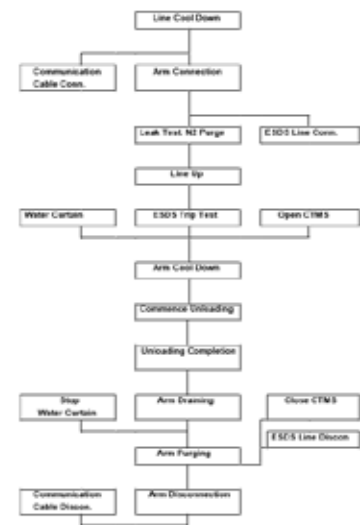 Line Cool Down
Communication
Cable Conn.
Arm Connection
Leak Test. N2 Purge
ESDS Line Conn.
Line Up
Water Curtain
ESDS Trip Test
Open CTMS
Arm Cool Down
Commence Unloading
Unloading Completion
Stop
Water Curtain
Arm Draining
Close CTMS
ESDS Line Discon
Arm Purging
Communication
Cable Discon.
Arm Disconnection